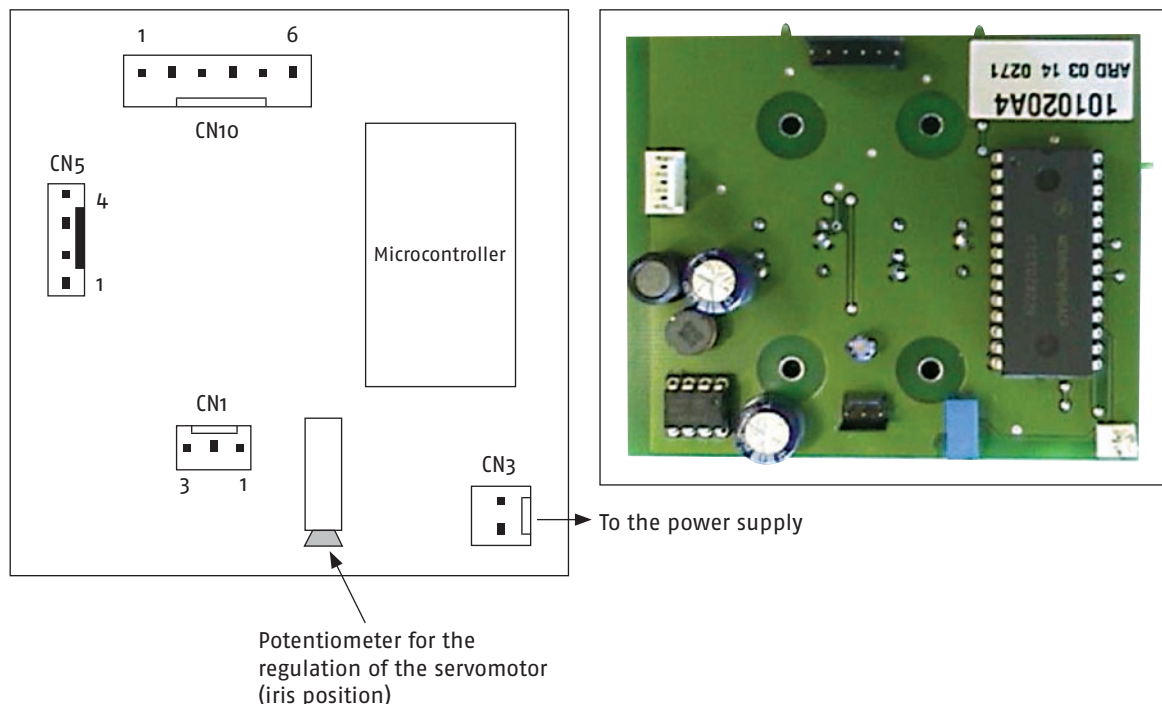 1 6
CN10
CN5
4
1
Microcontroller
CN1
3 1
CN3
To the power supply
Potentiometer for the
regulation of the servomotor
(iris position)
ARD 03 14 0271
101020A4